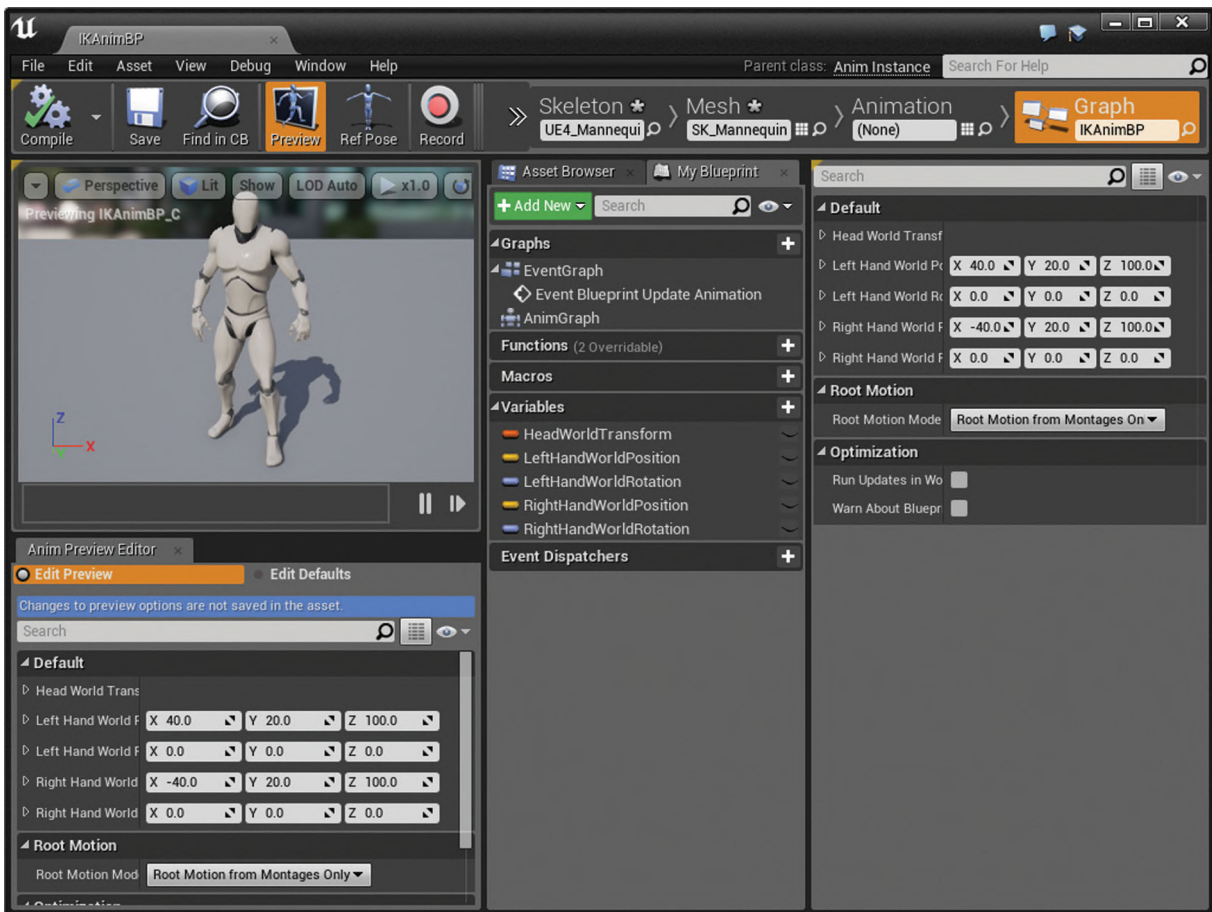 IKAnimBP
File Edit Asset View Debug Window Help
Parent class: Anim Instance
Search For Help
Compile
Save
Find in CB
Preview
Ref Pose
Record
Skeleton
UE4_Mannequi
Mesh
SK_Mannequin
Animation
(None)
Graph
IKAnimBP
Perspective
Lit
Show
LOD Auto
x1.0
Previewing IKAnimBP_C
Z
X
Y
Anim Preview Editor
Edit Preview
Edit Defaults
Changes to preview options are not saved in the asset.
Search
Default
Head World Trans
Left Hand World P X 40.0 Y 20.0 Z 100.0
Left Hand World R X 0.0 Y 0.0 Z 0.0
Right Hand World X -40.0 Y 20.0 Z 100.0
Right Hand World X 0.0 Y 0.0 Z 0.0
Root Motion
Root Motion Mod Root Motion from Montages Only
Optimization
Asset Browser
My Blueprint
Add New
Search
Graphs
EventGraph
Event Blueprint Update Animation
AnimGraph
Functions (2 Overridable)
Macros
Variables
HeadWorldTransform
LeftHandWorldPosition
LeftHandWorldRotation
RightHandWorldPosition
RightHandWorldRotation
Event Dispatchers
Search
Default
Head World Transf
Left Hand World Po X 40.0 Y 20.0 Z 100.0
Left Hand World Ro X 0.0 Y 0.0 Z 0.0
Right Hand World P X -40.0 Y 20.0 Z 100.0
Right Hand World R X 0.0 Y 0.0 Z 0.0
Root Motion
Root Motion Mode Root Motion from Montages On
Optimization
Run Updates in Wo
Warn About Bluepr